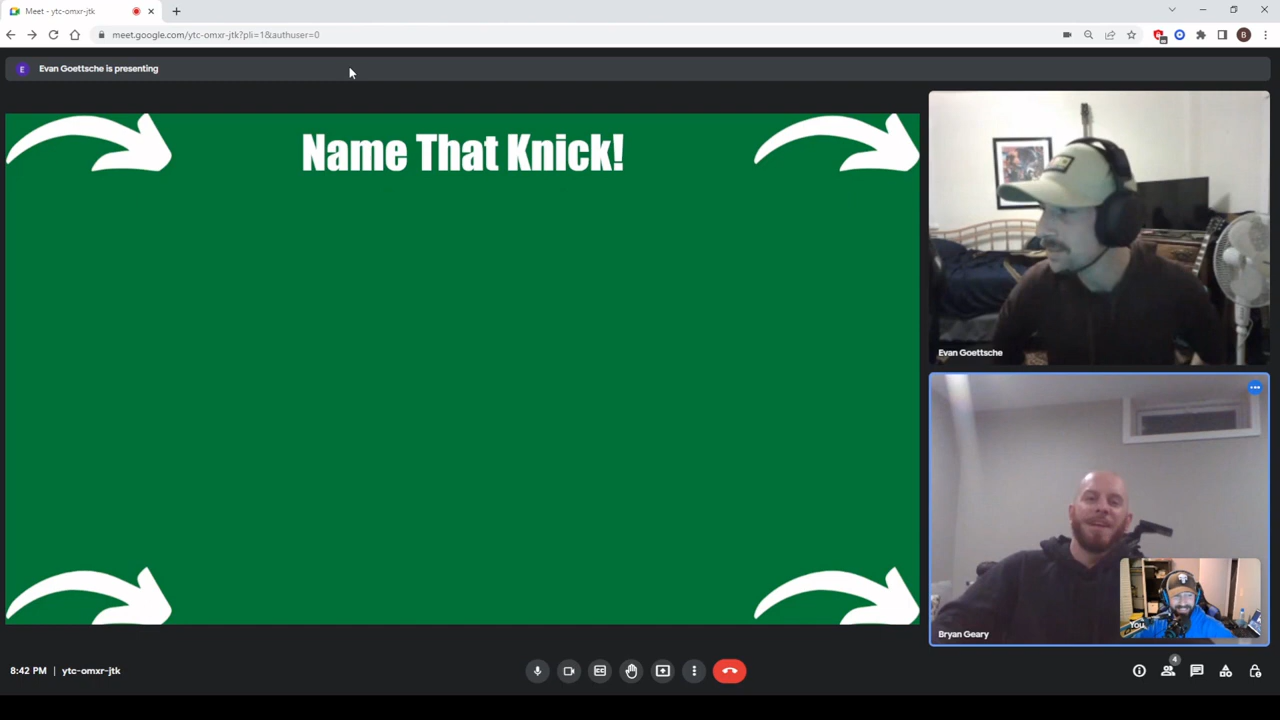 Meet - ytc-omxr-jtk
meet.google.com/ytc-omxr-jtk?pli=1&authuser=0
B
E
Evan Goettsche is presenting
Name That Knick!
Evan Goettsche
You
Bryan Geary
8:42 PM | ytc-omxr-jtk
4